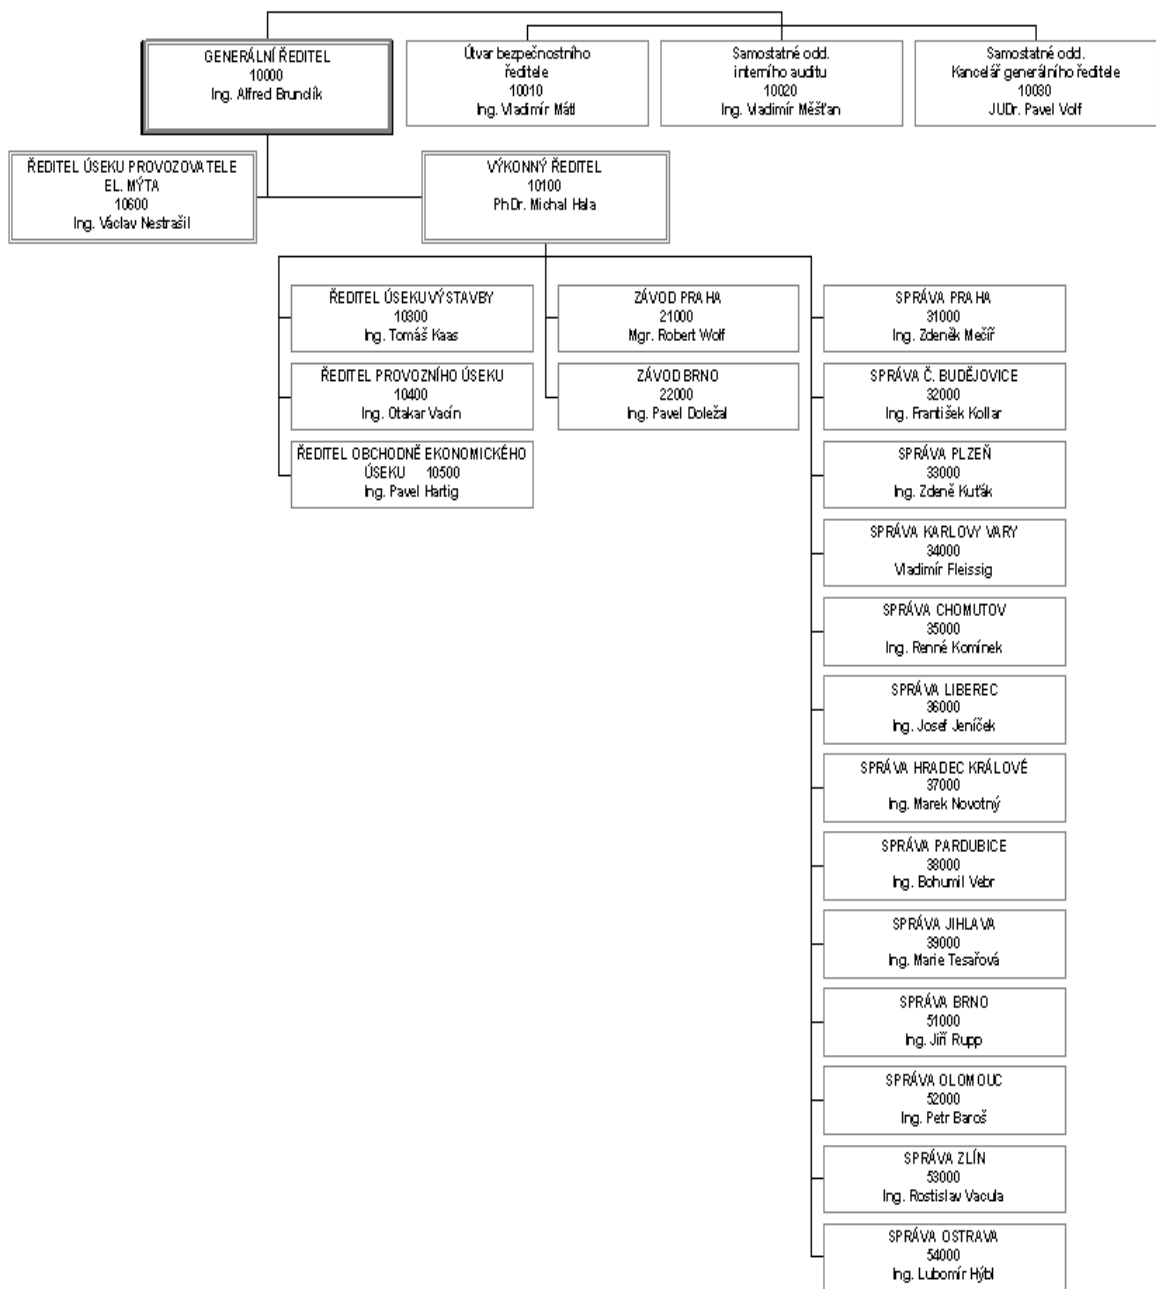 GENERÁLNÍ ŘEDITEL
10000
Ing. Alfred Brunclík
Útvar bezpečnostního
ředitele
10010
Ing. Vladimír Mátl
Samostatné odd.
interního auditu
10020
Ing. Vladimír Měšťan
Samostatné odd.
Kancelář generálního ředitele
10030
JUDr. Pavel Volf
ŘEDITEL ÚSEKU PROVOZOVATELE
EL. MÝTA
10600
Ing. Václav Nestrašil
VÝKONNÝ ŘEDITEL
10100
PhDr. Michal Hala
ŘEDITEL ÚSEKU VÝSTAVBY
10300
Ing. Tomáš Kaas
ŘEDITEL PROVOZNÍHO ÚSEKU
10400
Ing. Otakar Vacín
ŘEDITEL OBCHODNĚ EKONOMICKÉHO
ÚSEKU 10500
Ing. Pavel Hartig
ZÁVOD PRAHA
21000
Mgr. Robert Wolf
ZÁVOD BRNO
22000
Ing. Pavel Doležal
SPRÁVA PRAHA
31000
Ing. Zdeněk Mečíř
SPRÁVA Č. BUDĚJOVICE
32000
Ing. František Kollar
SPRÁVA PLZEŇ
33000
Ing. Zdeně Kuťák
SPRÁVA KARLOVY VARY
34000
Vladimír Fleissig
SPRÁVA CHOMUTOV
35000
Ing. Renné Komínek
SPRÁVA LIBEREC
36000
Ing. Josef Jeníček
SPRÁVA HRADEC KRÁLOVÉ
37000
Ing. Marek Novotný
SPRÁVA PARDUBICE
38000
Ing. Bohumil Vebr
SPRÁVA JIHLAVA
39000
Ing. Marie Tesařová
SPRÁVA BRNO
51000
Ing. Jiří Rupp
SPRÁVA OLOMOUC
52000
Ing. Petr Baroš
SPRÁVA ZLÍN
53000
Ing. Rostislav Vacula
SPRÁVA OSTRAVA
54000
Ing. Lubomír Hýbl